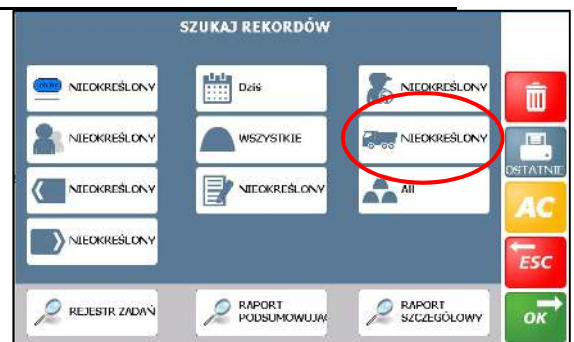 SZUKAJ REKORDÓW
NIEOKREŚLONY
Dziś
NIEOKREŚLONY
NIEOKREŚLONY
WSZYSTKIE
NIEOKREŚLONY
OSTATNIE
NIEOKREŚLONY
NIEOKREŚLONY
All
AC
NIEOKREŚLONY
ESC
REJESTR ZADAŃ
RAPORT
PODSUMOWUJĄ
RAPORT
SZCZEGÓŁOWY
OK